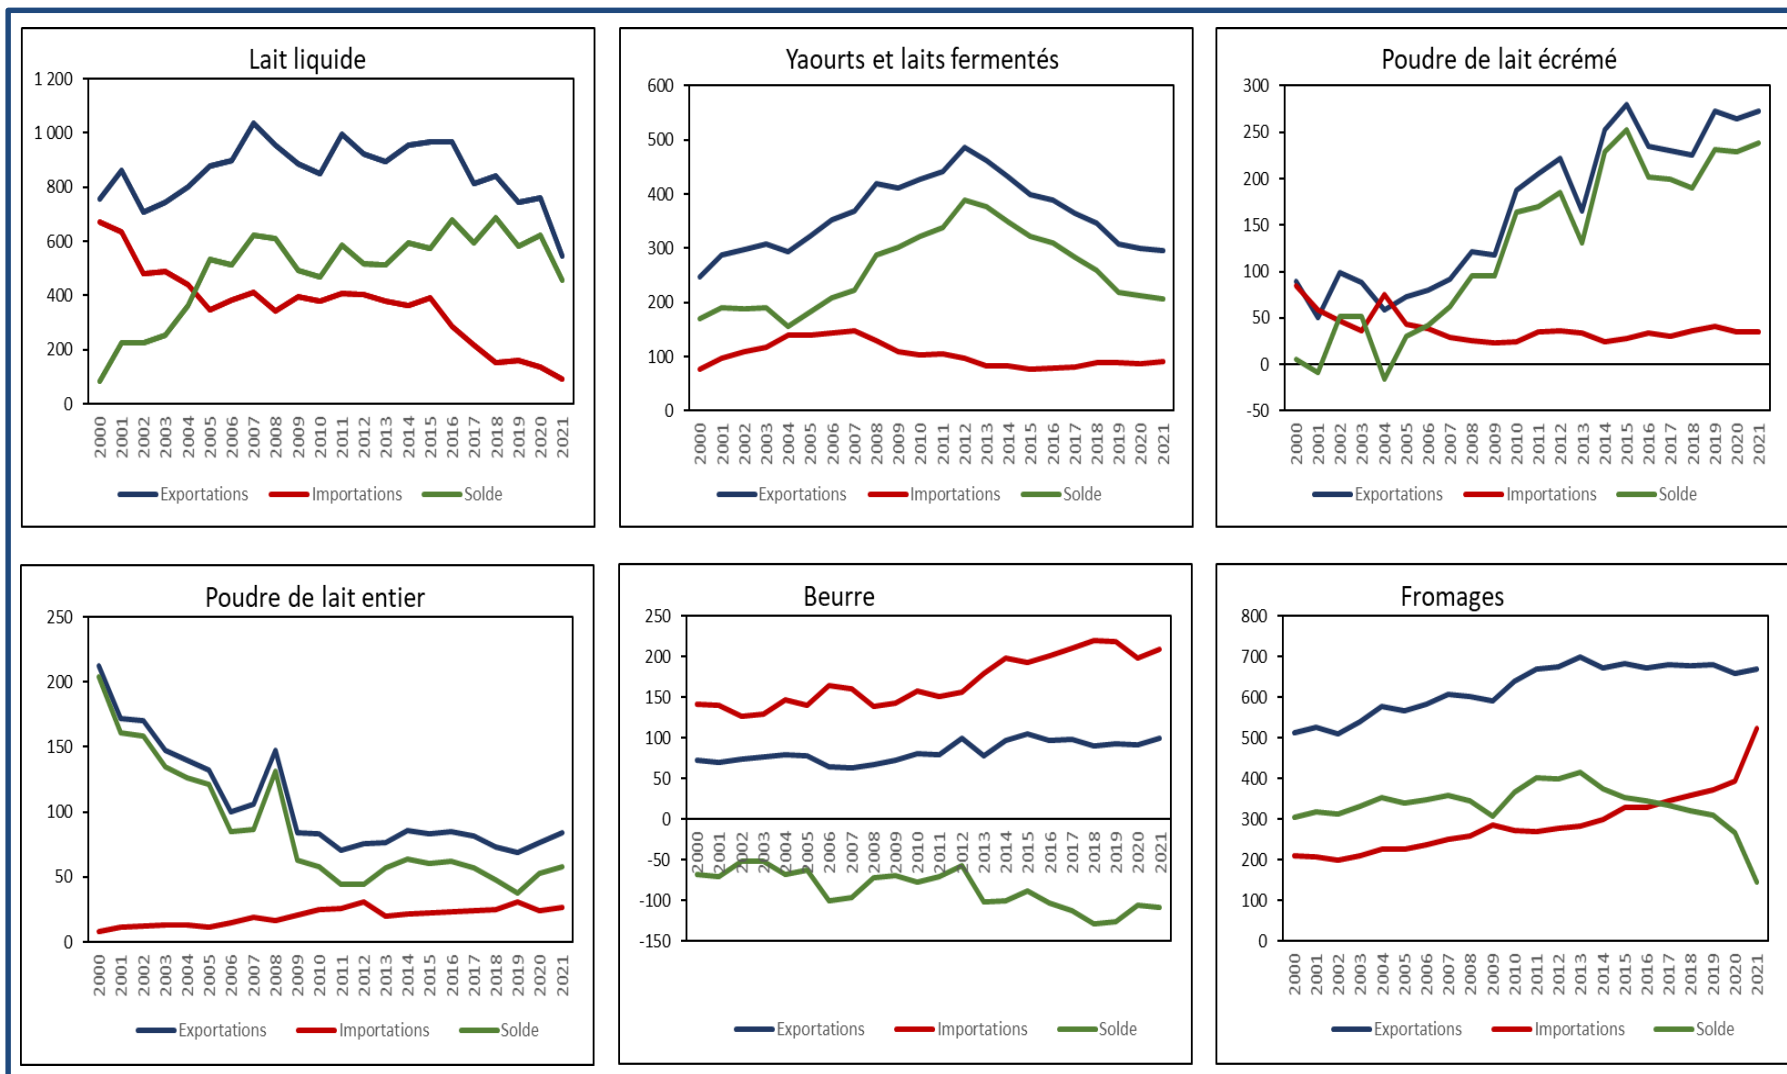 Lait liquide
1 200
1 000
800
600
400
200
0
2000 2001 2002 2003 2004 2005 2006 2007 2008 2009 2010 2011 2012 2013 2014 2015 2016 2017 2018 2019 2020 2021
Exportations Importations Solde
Yaourts et laits fermentés
600
500
400
300
200
100
0
2000 2001 2002 2003 2004 2005 2006 2007 2008 2009 2010 2011 2012 2013 2014 2015 2016 2017 2018 2019 2020 2021
Exportations Importations Solde
Poudre de lait écrémé
300
250
200
150
100
50
0
-50
2000 2001 2002 2003 2004 2005 2006 2007 2008 2009 2010 2011 2012 2013 2014 2015 2016 2017 2018 2019 2020 2021
Exportations Importations Solde
Poudre de lait entier
250
200
150
100
50
0
2000 2001 2002 2003 2004 2005 2006 2007 2008 2009 2010 2011 2012 2013 2014 2015 2016 2017 2018 2019 2020 2021
Exportations Importations Solde
Beurre
250
200
150
100
50
0
-50
-100
-150
2000 2001 2002 2003 2004 2005 2006 2007 2008 2009 2010 2011 2012 2013 2014 2015 2016 2017 2018 2019 2020 2021
Exportations Importations Solde
Fromages
800
700
600
500
400
300
200
100
0
2000 2001 2002 2003 2004 2005 2006 2007 2008 2009 2010 2011 2012 2013 2014 2015 2016 2017 2018 2019 2020 2021
Exportations Importations Solde